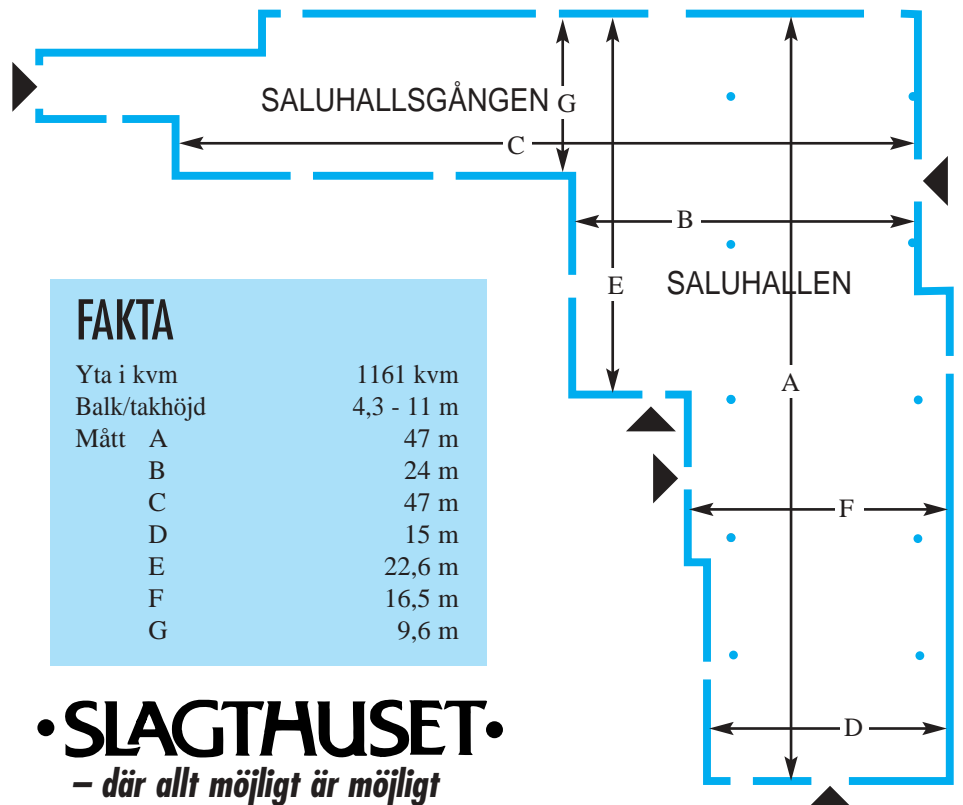 SALUHALLSGÅNGEN G
C
B
E
SALUHALLEN
A
F
D
FAKTA
Yta i kvm 1161 kvm
Balk/takhöjd 4,3 - 11 m
Mått A 47 m
B 24 m
C 47 m
D 15 m
E 22,6 m
F 16,5 m
G 9,6 m
•SLAGTHUSET•
– där allt möjligt är möjligt